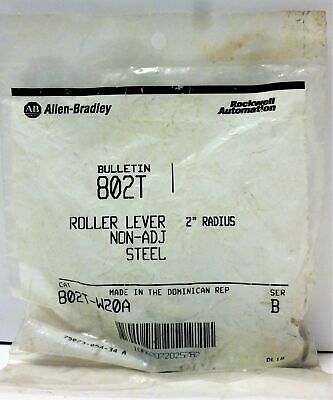 AB Allen-Bradley
Rockwell Automation
BULLETIN
802T
ROLLER LEVER 2" RADIUS
NON-ADJ
STEEL
MADE IN THE DOMINICAN REP
CAT SER
802T-W20A B